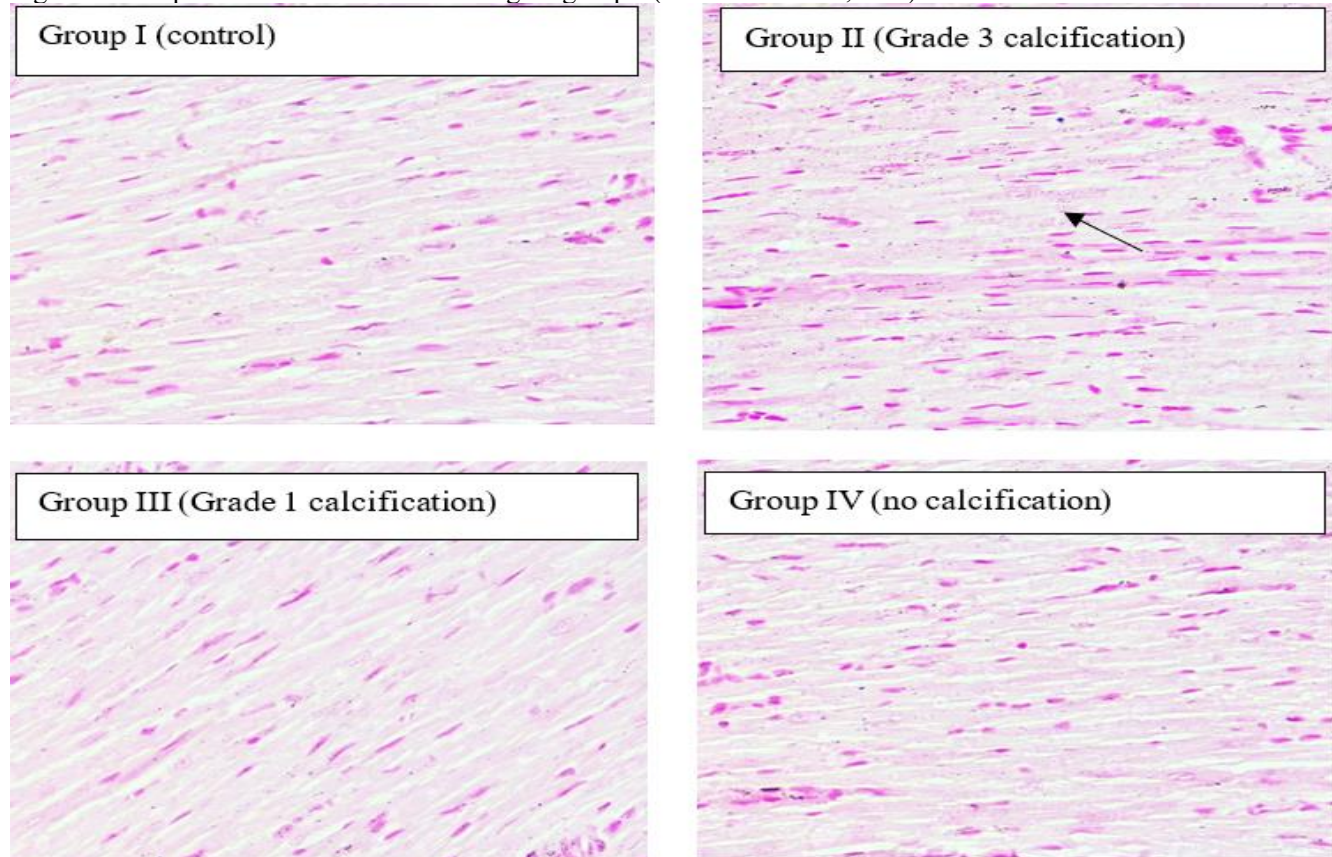 Group I (control)
Group II (Grade 3 calcification)
Group III (Grade 1 calcification)
Group IV (no calcification)